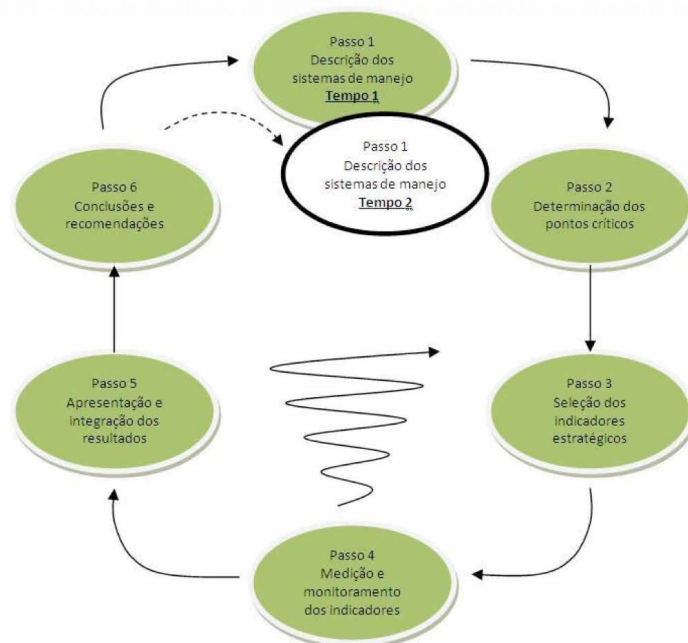 Passo 1
Descrição dos
sistemas de manejo
Tempo 1
Passo 1
Descrição dos
sistemas de manejo
Tempo 2
Passo 2
Determinação dos
pontos críticos
Passo 3
Seleção dos
indicadores
estratégicos
Passo 4
Medição e
monitoramento
dos indicadores
Passo 5
Apresentação e
integração dos
resultados
Passo 6
Conclusões e
recomendações